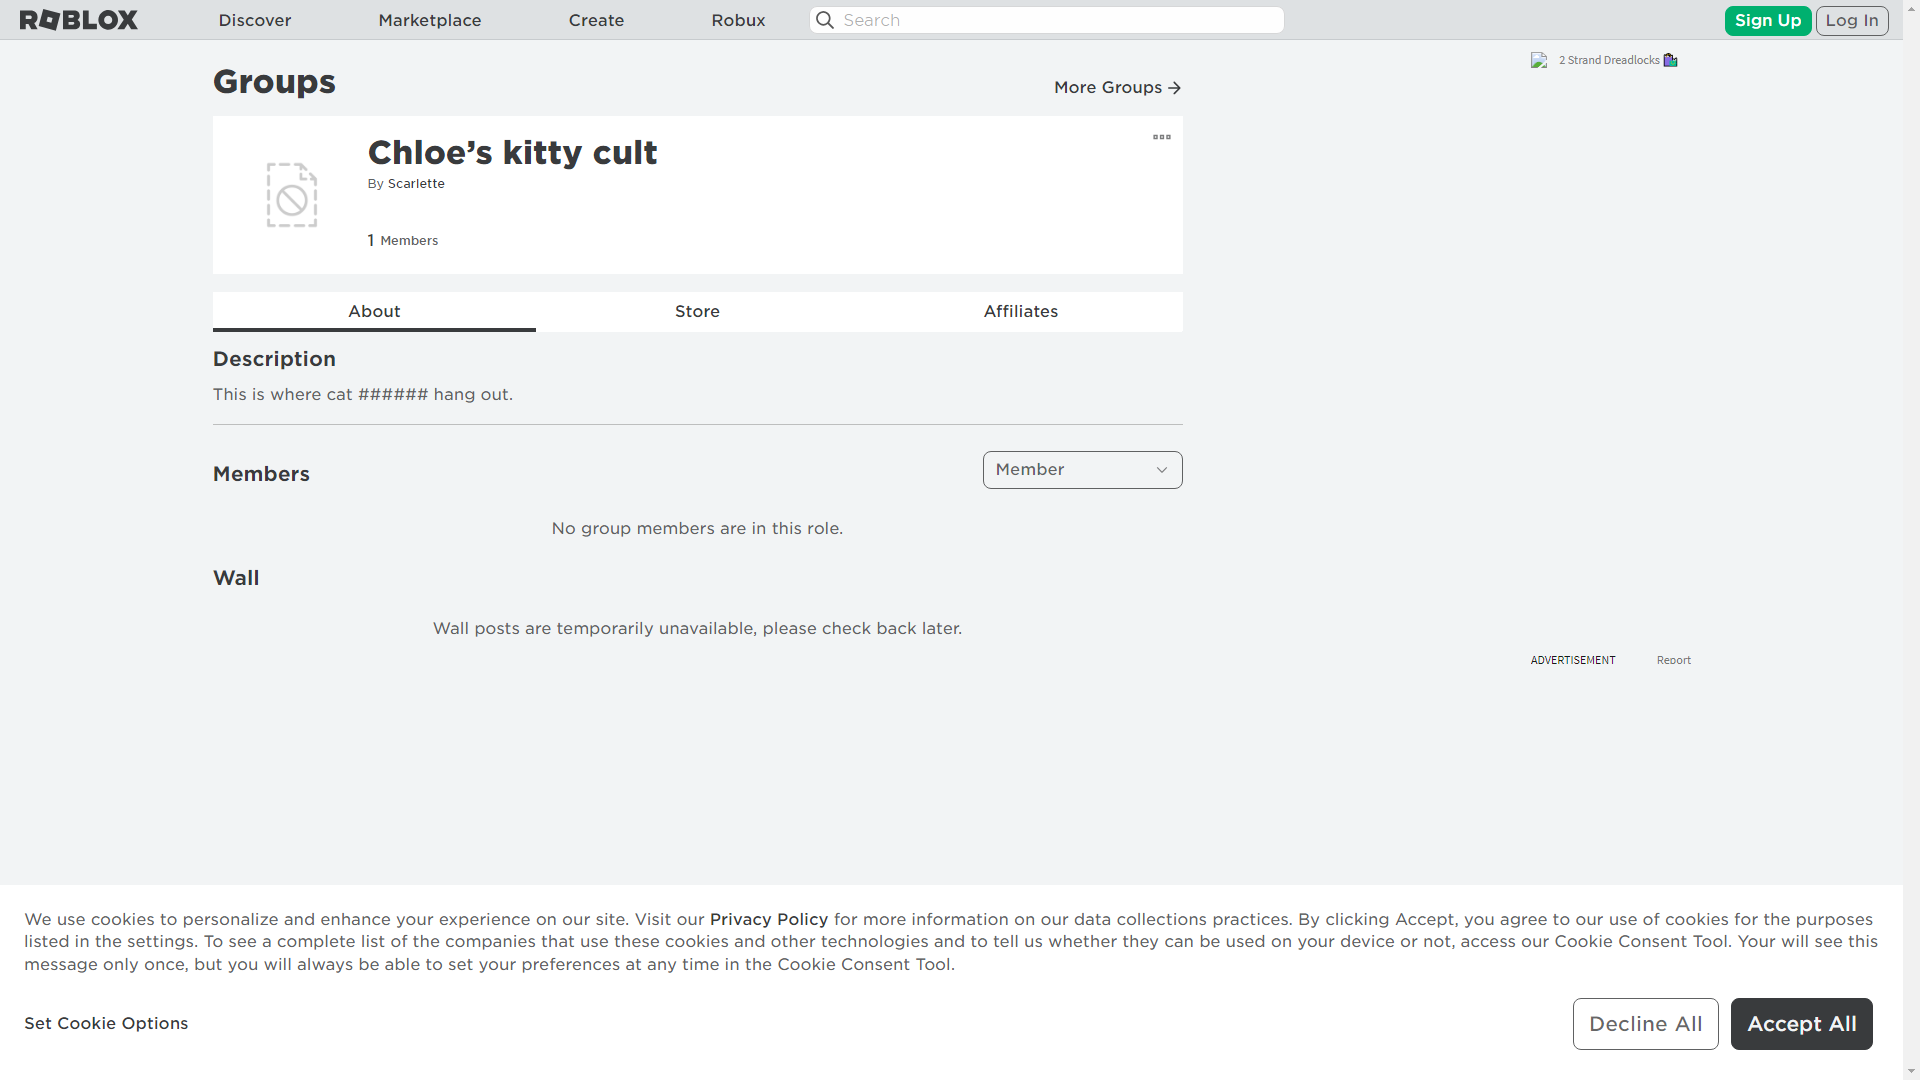 ROBLOX Discover Marketplace Create Robux Search Sign Up Log In
2 Strand Dreadlocks 🛍
Groups
More Groups →
Chloe’s kitty cult
By Scarlette
1 Members
About Store Affiliates
Description
This is where cat ###### hang out.
Members
Member
No group members are in this role.
Wall
Wall posts are temporarily unavailable, please check back later.
ADVERTISEMENT Report
We use cookies to personalize and enhance your experience on our site. Visit our Privacy Policy for more information on our data collections practices. By clicking Accept, you agree to our use of cookies for the purposes
listed in the settings. To see a complete list of the companies that use these cookies and other technologies and to tell us whether they can be used on your device or not, access our Cookie Consent Tool. Your will see this
message only once, but you will always be able to set your preferences at any time in the Cookie Consent Tool.
Set Cookie Options
Decline All
Accept All